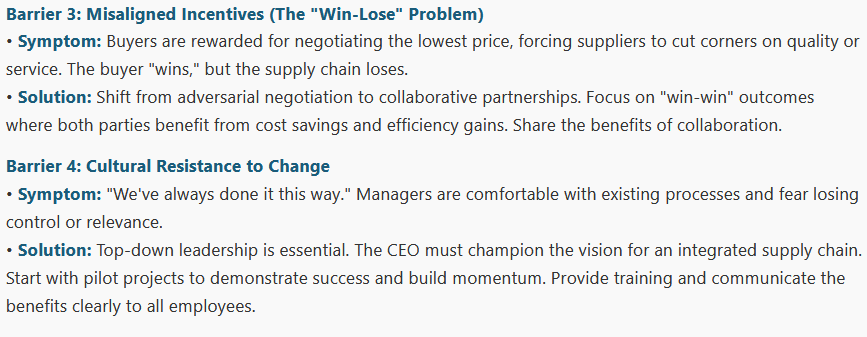 Barrier 3: Misaligned Incentives (The "Win-Lose" Problem)
• Symptom: Buyers are rewarded for negotiating the lowest price, forcing suppliers to cut corners on quality or
service. The buyer "wins," but the supply chain loses.
• Solution: Shift from adversarial negotiation to collaborative partnerships. Focus on "win-win" outcomes
where both parties benefit from cost savings and efficiency gains. Share the benefits of collaboration.
Barrier 4: Cultural Resistance to Change
• Symptom: "We've always done it this way." Managers are comfortable with existing processes and fear losing
control or relevance.
• Solution: Top-down leadership is essential. The CEO must champion the vision for an integrated supply chain.
Start with pilot projects to demonstrate success and build momentum. Provide training and communicate the
benefits clearly to all employees.